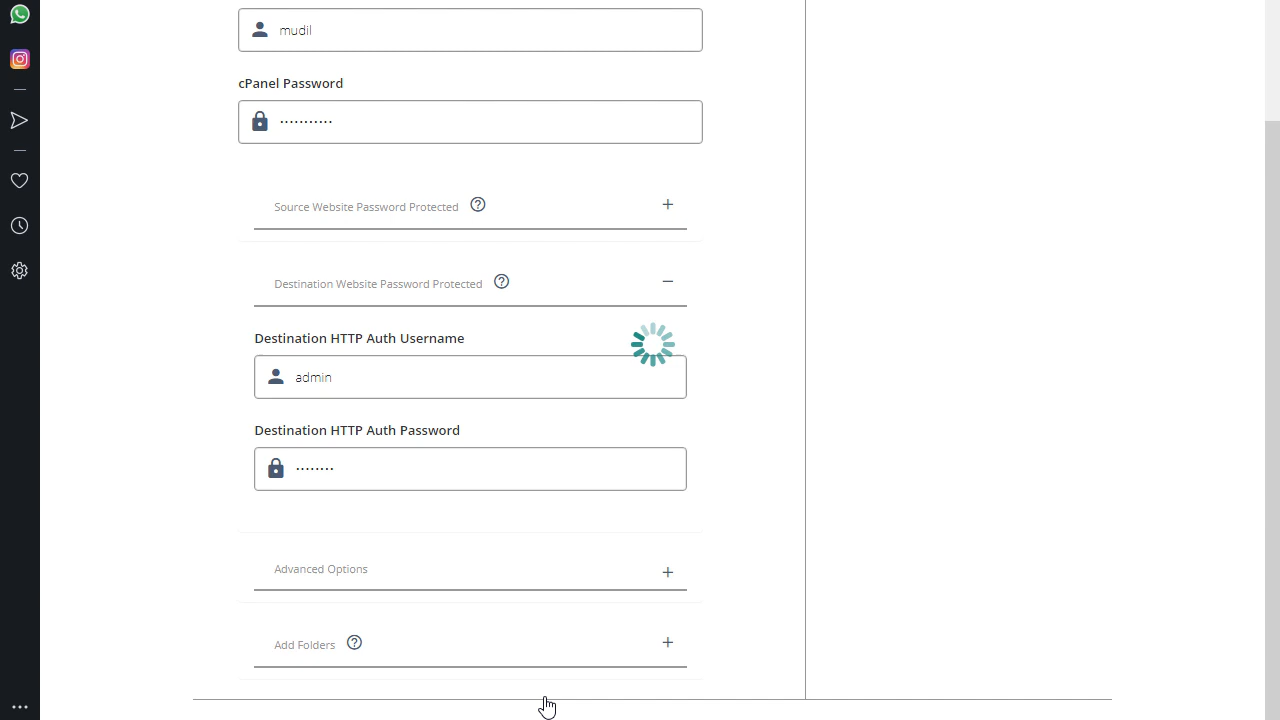 mudil
cPanel Password
···········
Source Website Password Protected
Destination Website Password Protected
Destination HTTP Auth Username
admin
Destination HTTP Auth Password
········
Advanced Options
Add Folders